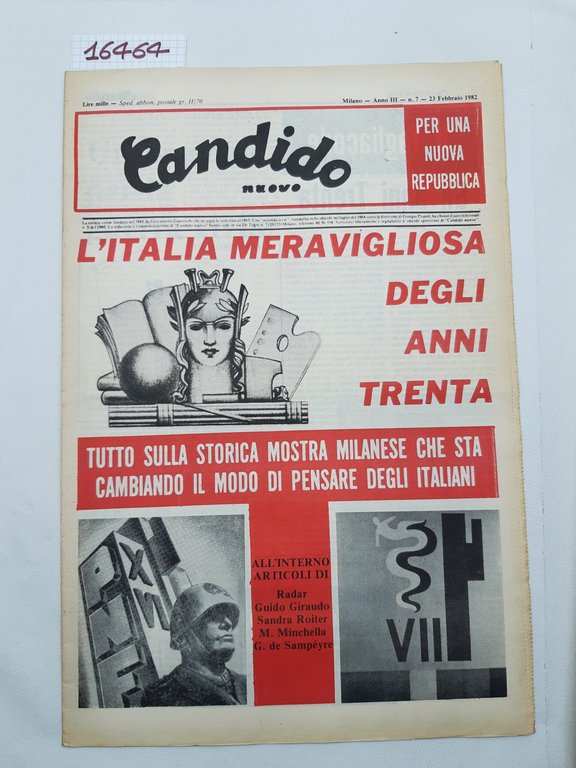 16464
Lire mille — Sped. abbon. postale gr. II/70
Milano — Anno III — n. 7 — 23 Febbraio 1982
Candido
nuovo
PER UNA
NUOVA
REPUBBLICA
L'ITALIA MERAVIGLIOSA
DEGLI
ANNI
TRENTA
TUTTO SULLA STORICA MOSTRA MILANESE CHE STA
CAMBIANDO IL MODO DI PENSARE DEGLI ITALIANI
ALL'INTERNO
ARTICOLI DI
Radar
Guido Giraudo
Sandra Roiter
M. Minchella
G. de Sampéyre
XVII
VII